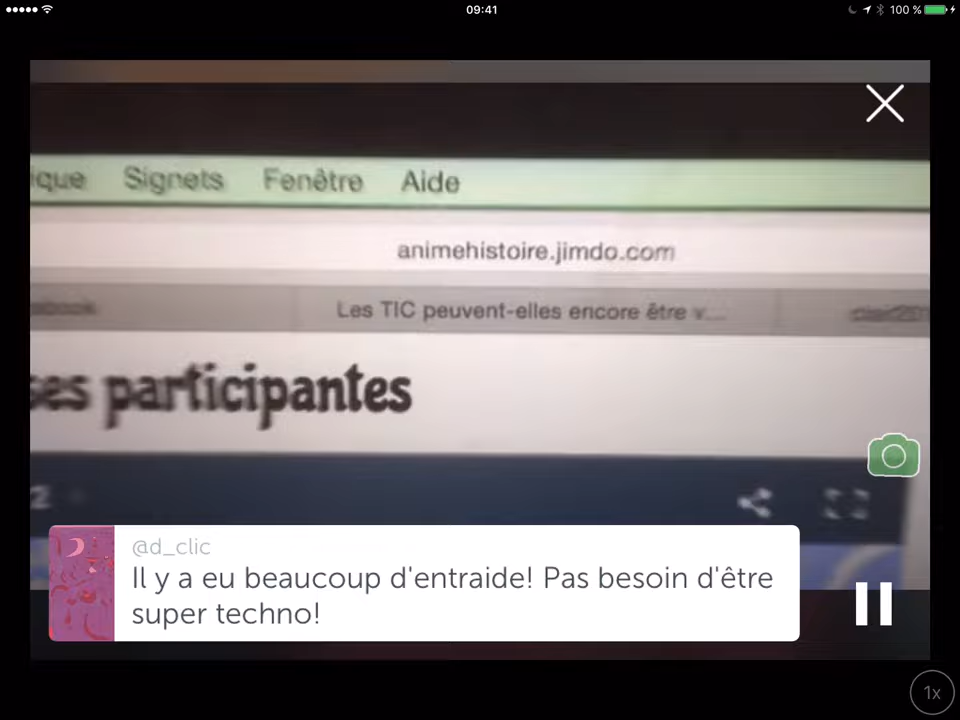 09:41
100 %
ique Signets Fenêtre Aide
animehistoire.jimdo.com
Les TIC peuvent-elles encore être v...
ses participantes
2
@d_clic
Il y a eu beaucoup d'entraide! Pas besoin d'être
super techno!
1x